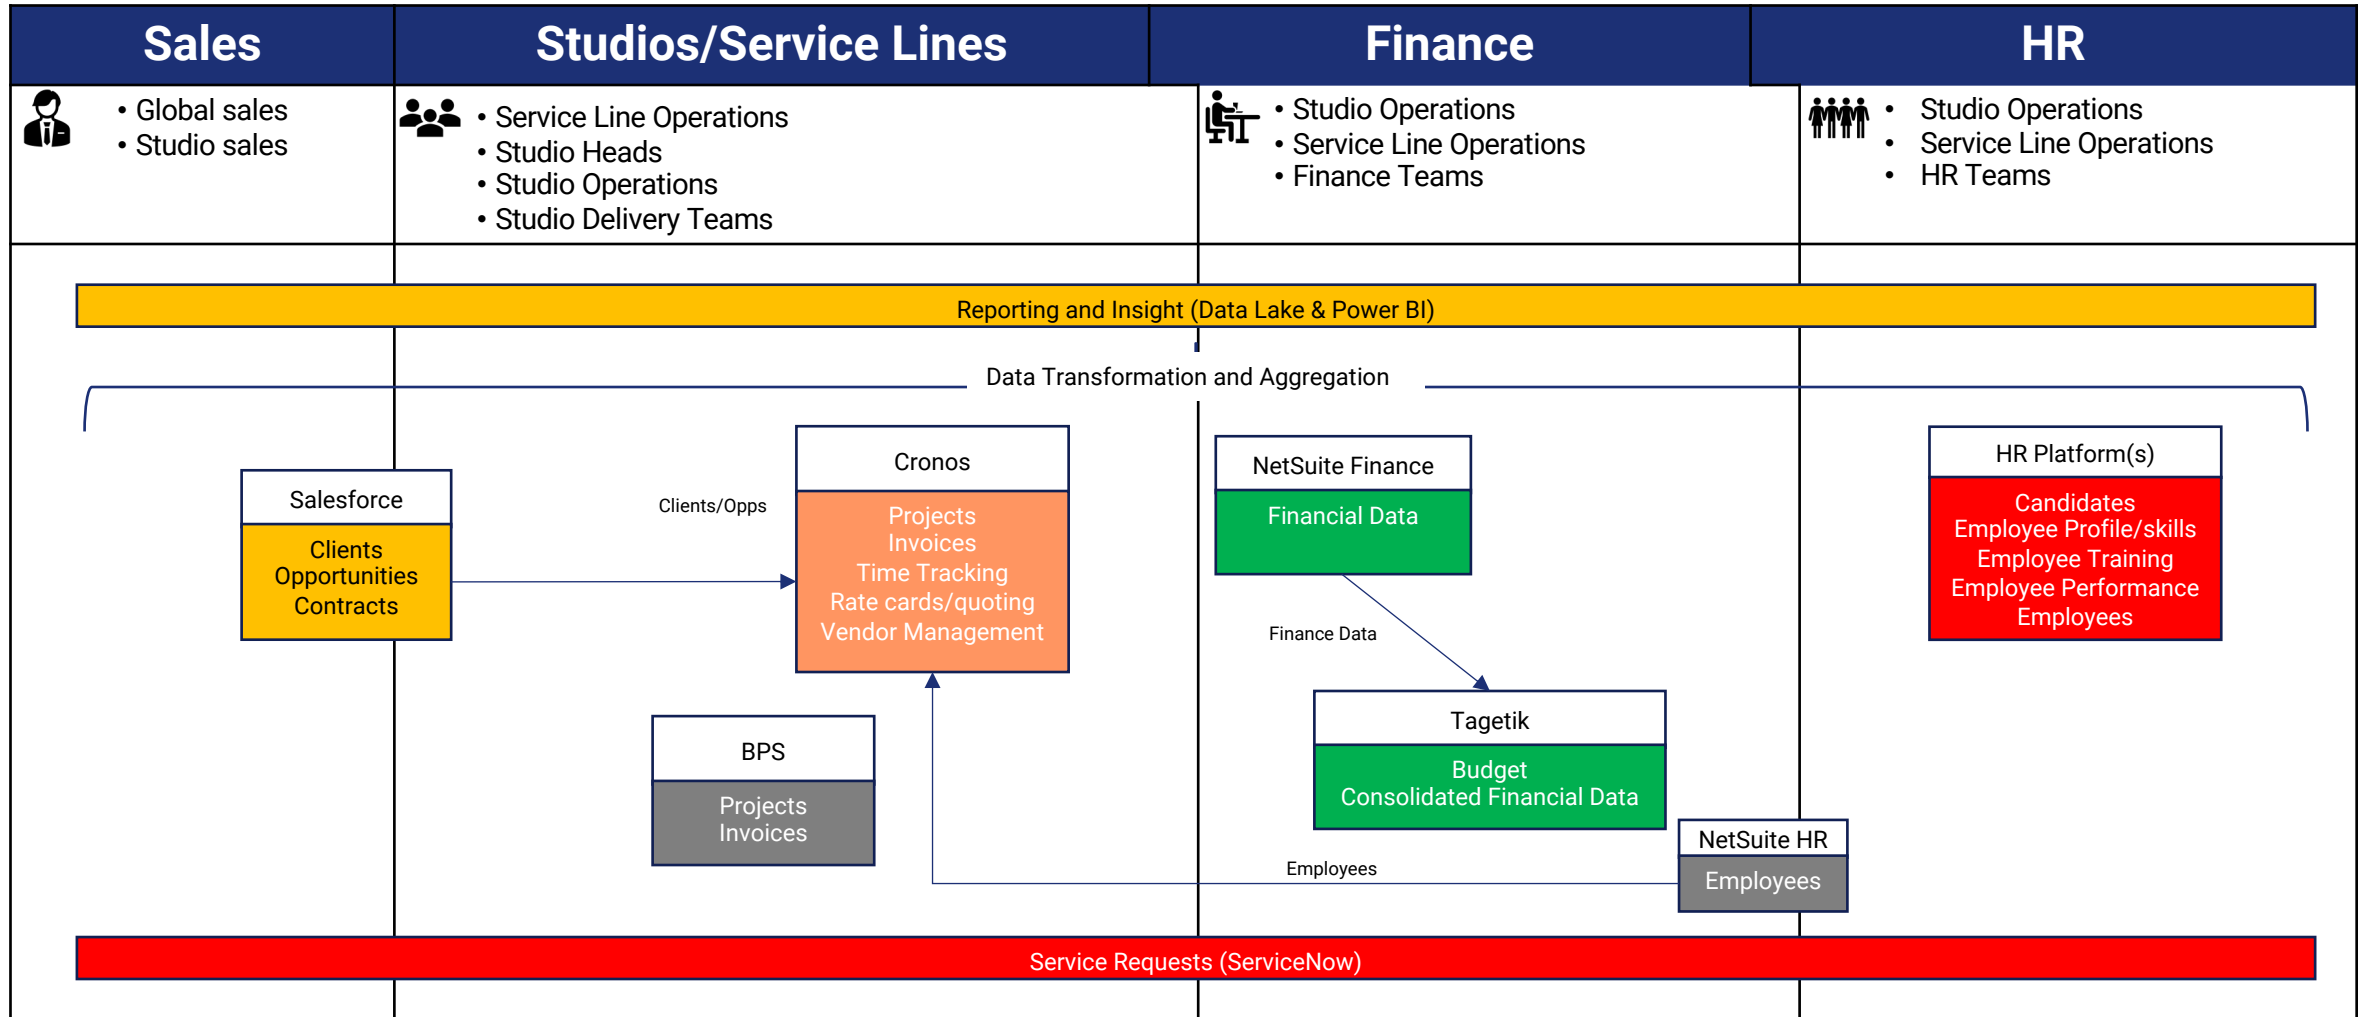 Sales
Studios/Service Lines
Finance
HR
• Global sales
• Studio sales
• Service Line Operations
• Studio Heads
• Studio Operations
• Studio Delivery Teams
• Studio Operations
• Service Line Operations
• Finance Teams
• Studio Operations
• Service Line Operations
• HR Teams
Reporting and Insight (Data Lake & Power BI)
Data Transformation and Aggregation
Salesforce
Clients
Opportunities
Contracts
Clients/Opps
Cronos
Projects
Invoices
Time Tracking
Rate cards/quoting
Vendor Management
BPS
Projects
Invoices
NetSuite Finance
Financial Data
Finance Data
Tagetik
Budget
Consolidated Financial Data
Employees
NetSuite HR
Employees
HR Platform(s)
Candidates
Employee Profile/skills
Employee Training
Employee Performance
Employees
Service Requests (ServiceNow)